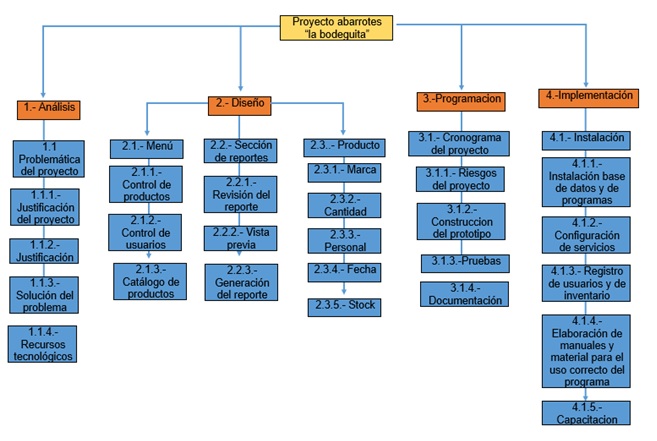 Proyecto abarrotes
“la bodeguita”
1.- Análisis
1.1
Problemática
del proyecto
1.1.1.-
Justificación
del proyecto
1.1.2.-
Justificación
1.1.3.-
Solución del
problema
1.1.4.-
Recursos
tecnológicos
2.- Diseño
2.1.- Menú
2.1.1.-
Control de
productos
2.1.2.-
Control de
usuarios
2.1.3.-
Catálogo de
productos
2.2.- Sección
de reportes
2.2.1.-
Revisión del
reporte
2.2.2.- Vista
previa
2.2.3.-
Generación
del reporte
2.3..- Producto
2.3.1.- Marca
2.3.2.-
Cantidad
2.3.3.-
Personal
2.3.4.- Fecha
2.3.5.- Stock
3.-Programacion
3.1.- Cronograma
del proyecto
3.1.1.- Riesgos
del proyecto
3.1.2.-
Construccion
del prototipo
3.1.3.-Pruebas
3.1.4.-
Documentación
4.-Implementación
4.1.- Instalación
4.1.1.-
Instalación base
de datos y de
programas
4.1.2.-
Configuración
de servicios
4.1.3.- Registro
de usuarios y de
inventario
4.1.4.-
Elaboración de
manuales y
material para el
uso correcto del
programa
4.1.5.-
Capacitacion